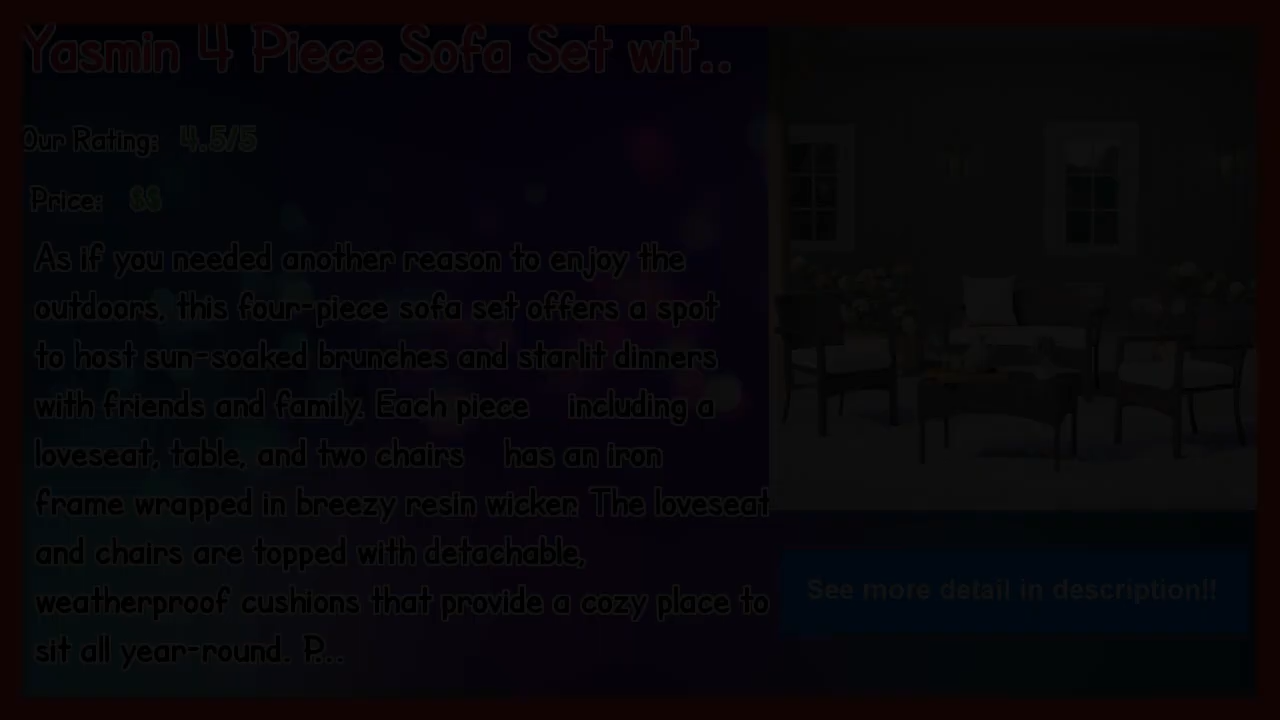 Yasmin 4 Piece Sofa Set wit..
Our Rating: 4.5/5
Price: $$
As if you needed another reason to enjoy the
outdoors, this four-piece sofa set offers a spot
to host sun-soaked brunches and starlit dinners
with friends and family. Each piece including a
loveseat, table, and two chairs has an iron
frame wrapped in breezy resin wicker. The loveseat
and chairs are topped with detachable,
weatherproof cushions that provide a cozy place to
sit all year-round. P...
See more detail in description!!